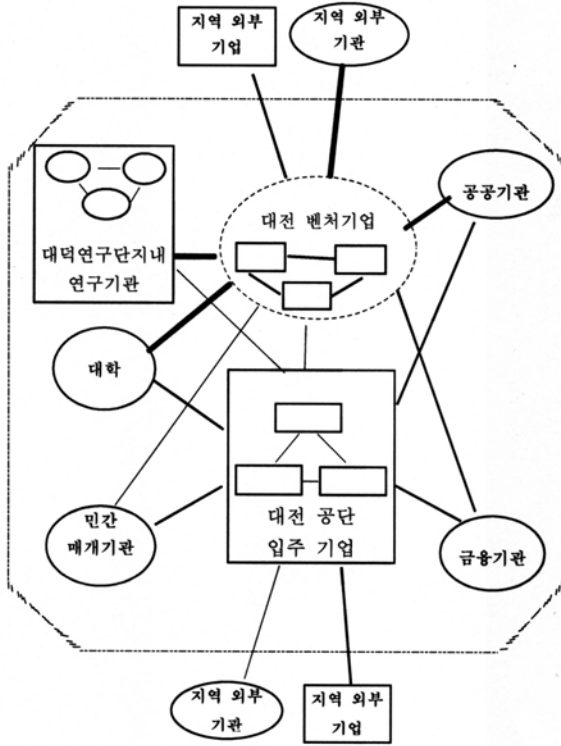 지역 외부
기업
지역 외부
기관
대전 벤처기업
공공기관
대덕연구단지내
연구기관
대학
대전 공단
입주 기업
민간
매개기관
금융기관
지역 외부
기관
지역 외부
기업